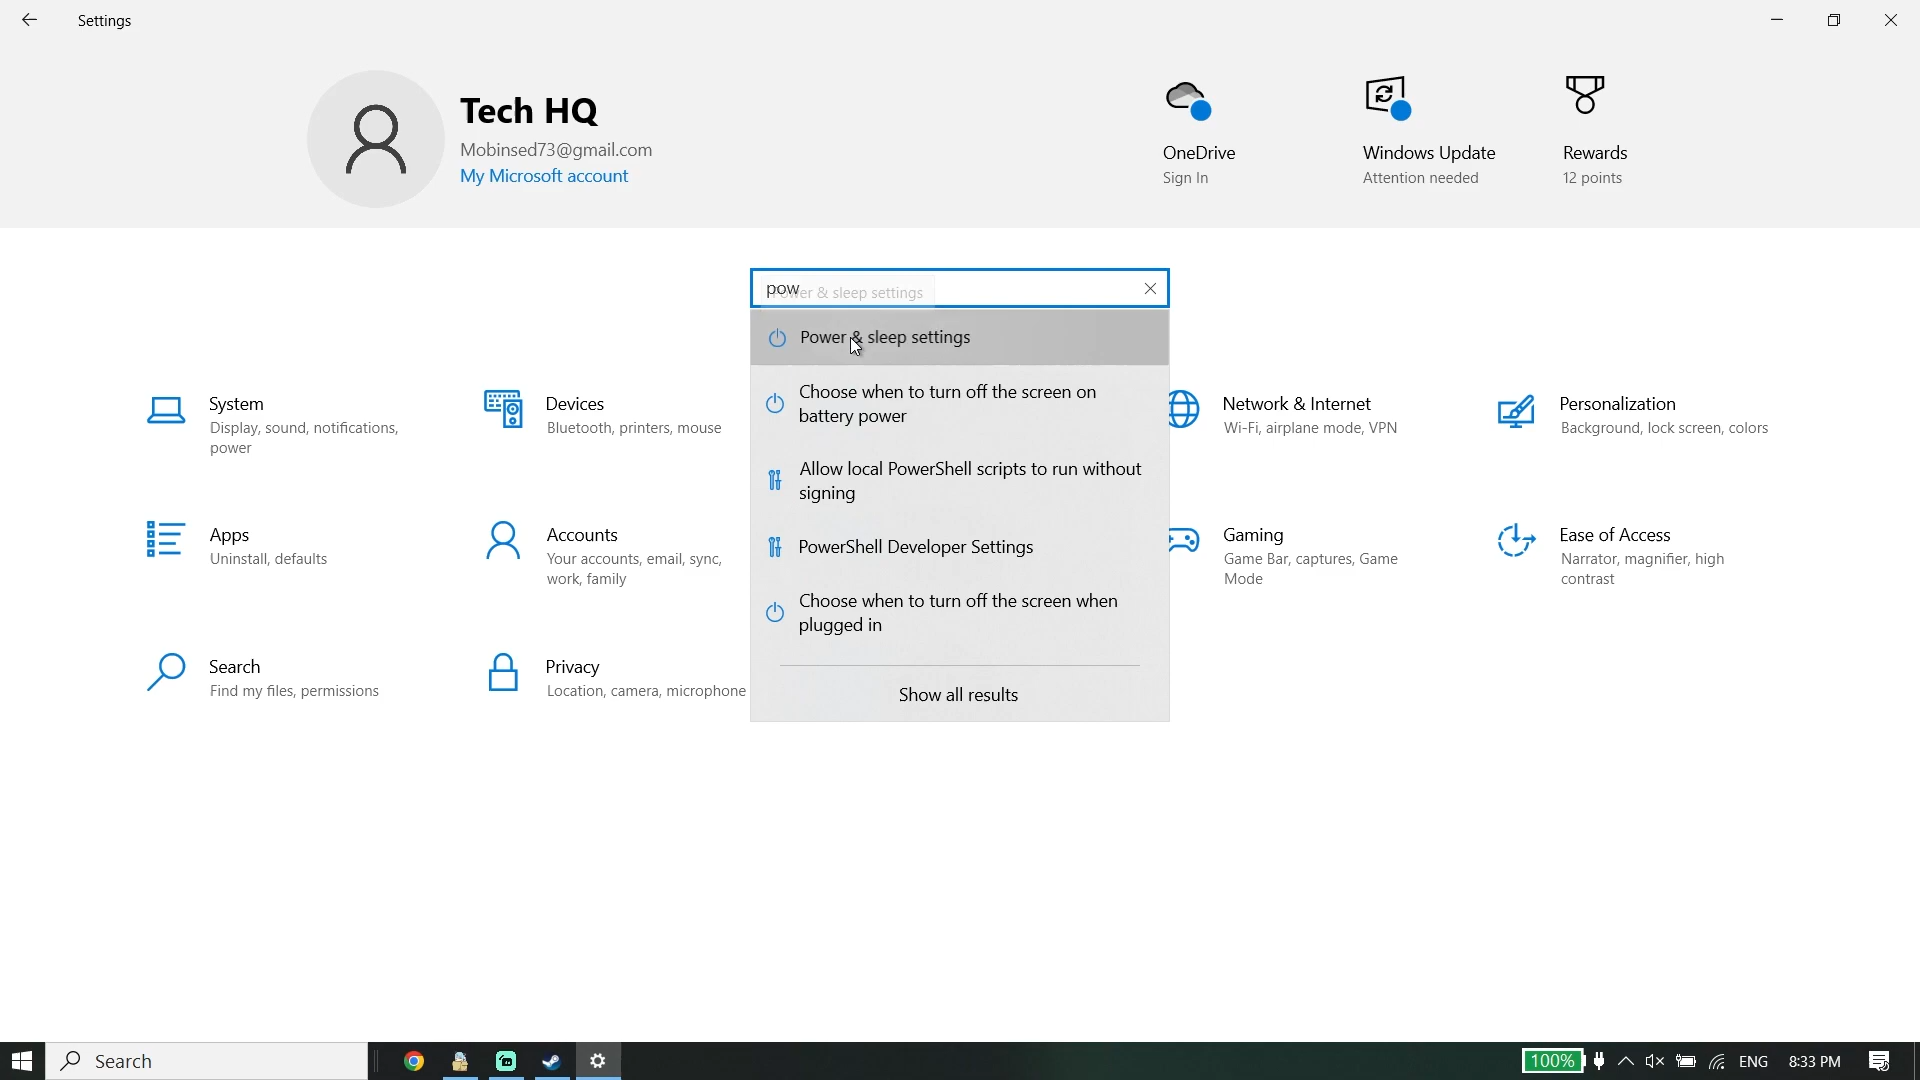 Settings
Tech HQ
Mobinsed73@gmail.com
My Microsoft account
OneDrive
Sign In
Windows Update
Attention needed
Rewards
12 points
pow
Power & sleep settings
Power & sleep settings
Choose when to turn off the screen on
battery power
Allow local PowerShell scripts to run without
signing
PowerShell Developer Settings
Choose when to turn off the screen when
plugged in
Show all results
System
Display, sound, notifications,
power
Devices
Bluetooth, printers, mouse
Network & Internet
Wi-Fi, airplane mode, VPN
Personalization
Background, lock screen, colors
Apps
Uninstall, defaults
Accounts
Your accounts, email, sync,
work, family
Gaming
Game Bar, captures, Game
Mode
Ease of Access
Narrator, magnifier, high
contrast
Search
Find my files, permissions
Privacy
Location, camera, microphone
Search
100%
ENG
8:33 PM